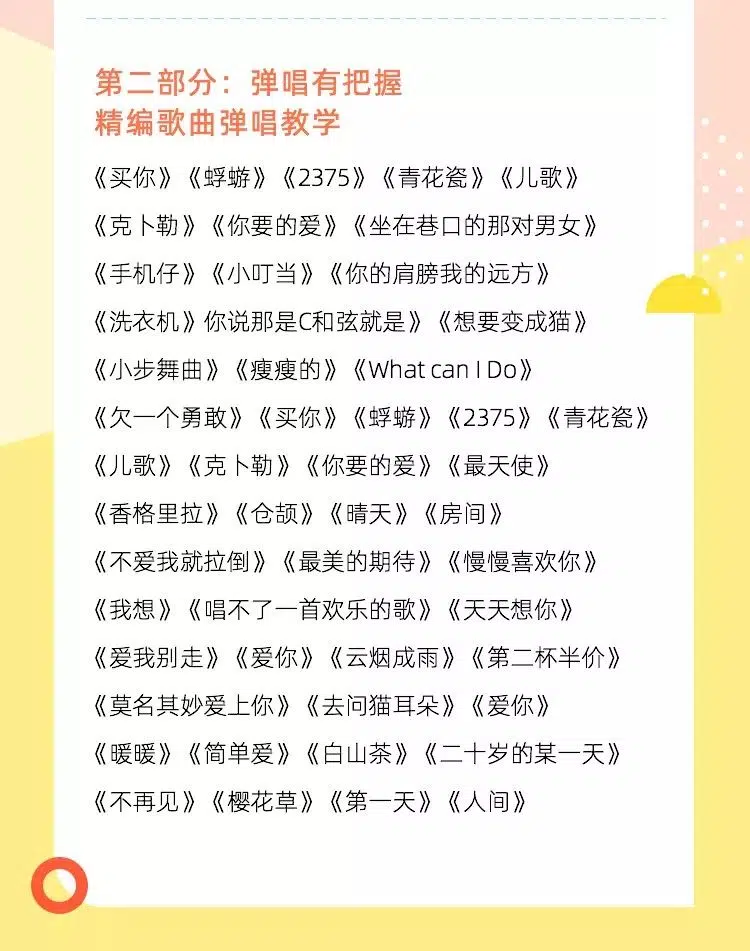 第二部分：弹唱有把握
精编歌曲弹唱教学
《买你》《蜉蝣》《2375》《青花瓷》《儿歌》
《克卜勒》《你要的爱》《坐在巷口的那对男女》
《手机仔》《小叮当》《你的肩膀我的远方》
《洗衣机》你说那是C和弦就是》《想要变成猫》
《小步舞曲》《瘦瘦的》《What can I Do》
《欠一个勇敢》《买你》《蜉蝣》《2375》《青花瓷》
《儿歌》《克卜勒》《你要的爱》《最天使》
《香格里拉》《仓颉》《晴天》《房间》
《不爱我就拉倒》《最美的期待》《慢慢喜欢你》
《我想》《唱不了一首欢乐的歌》《天天想你》
《爱我别走》《爱你》《云烟成雨》《第二杯半价》
《莫名其妙爱上你》《去问猫耳朵》《爱你》
《暖暖》《简单爱》《白山茶》《二十岁的某一天》
《不再见》《樱花草》《第一天》《人间》